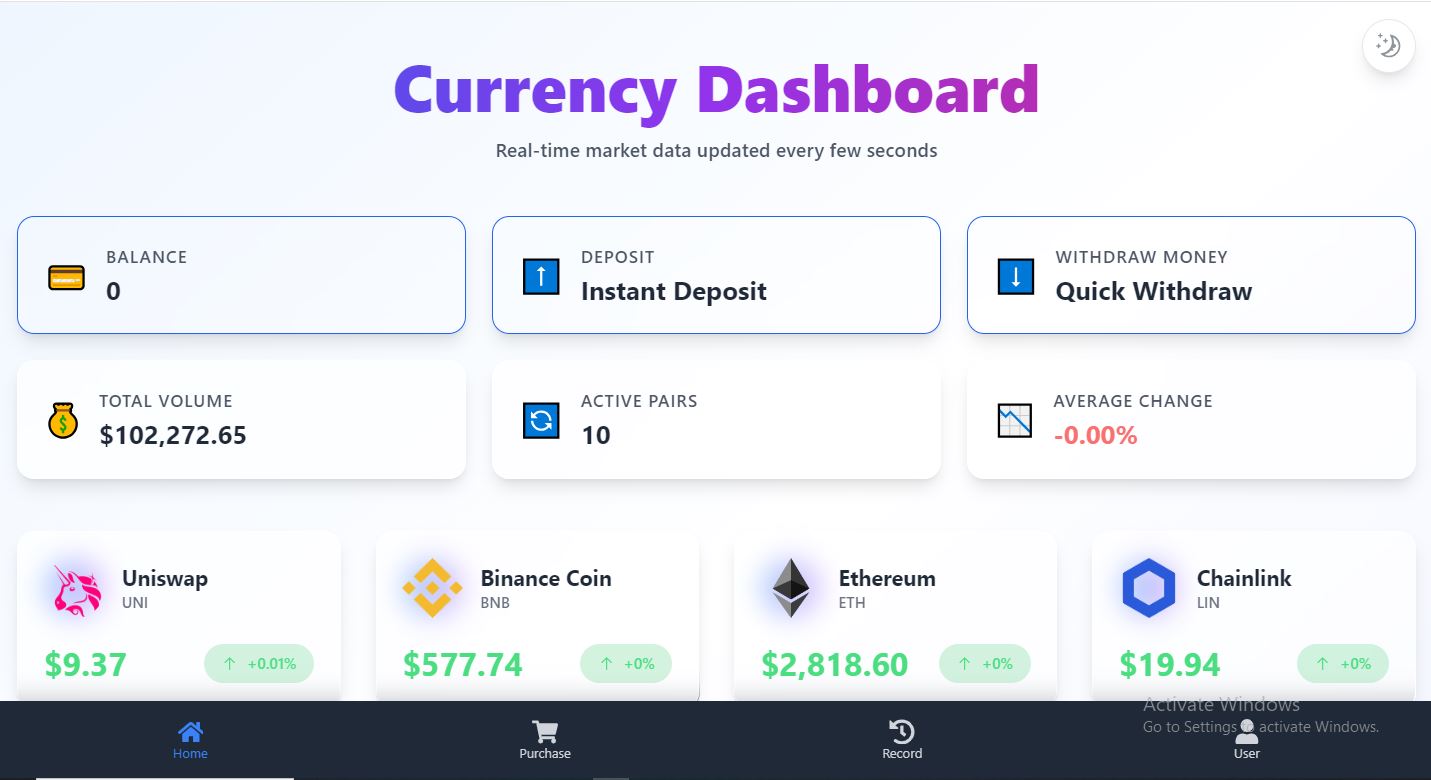 Currency Dashboard
Real-time market data updated every few seconds
BALANCE
0
DEPOSIT
Instant Deposit
WITHDRAW MONEY
Quick Withdraw
TOTAL VOLUME
$102,272.65
ACTIVE PAIRS
10
AVERAGE CHANGE
-0.00%
Uniswap
UNI
$9.37
↑ +0.01%
Binance Coin
BNB
$577.74
↑ +0%
Ethereum
ETH
$2,818.60
↑ +0%
Chainlink
LIN
$19.94
↑ +0%
Activate Windows
Go to Settings to activate Windows.
Home
Purchase
Record
User